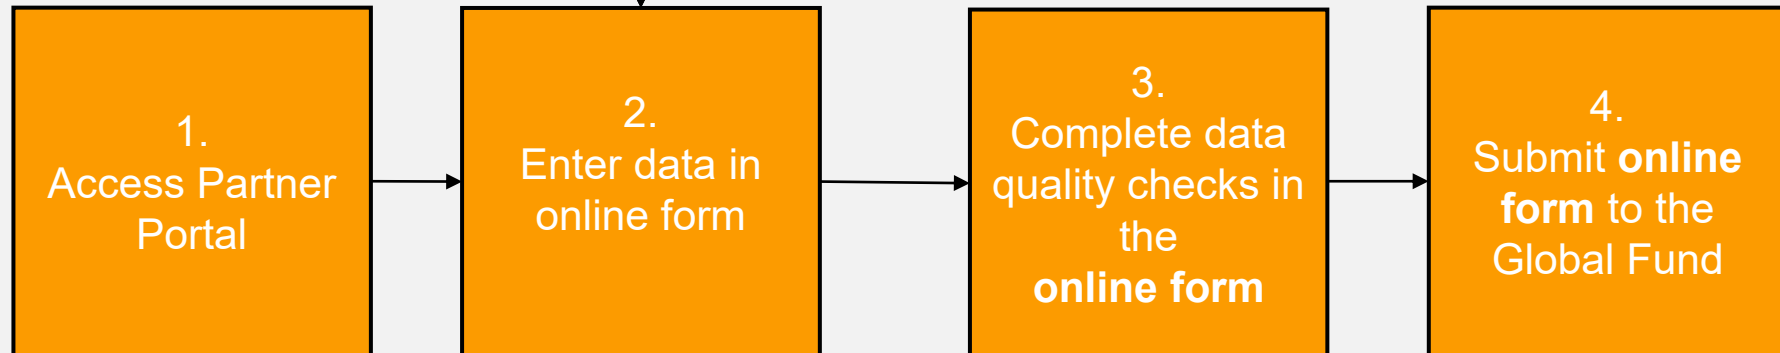 1.
Access Partner
Portal
2.
Enter data in
online form
3.
Complete data
quality checks in
the
online form
4.
Submit online
form to the
Global Fund